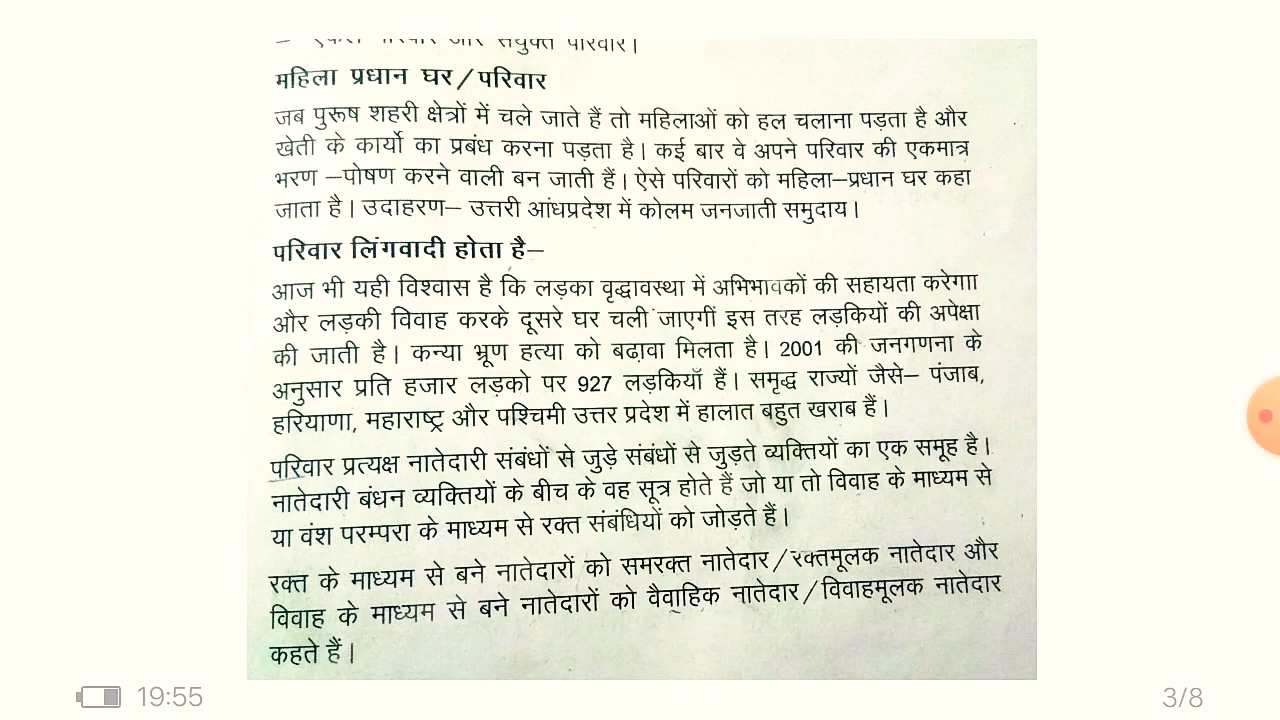 और संयुक्त परिवार।
महिला प्रधान घर/परिवार
जब पुरूष शहरी क्षेत्रों में चले जाते हैं तो महिलाओं को हल चलाना पड़ता है और
खेती के कार्यो का प्रबंध करना पड़ता है। कई बार वे अपने परिवार की एकमात्र
भरण –पोषण करने वाली बन जाती हैं। ऐसे परिवारों को महिला–प्रधान घर कहा
जाता है। उदाहरण– उत्तरी आंधप्रदेश में कोलम जनजाती समुदाय।
परिवार लिंगवादी होता है–
आज भी यही विश्वास है कि लड़का वृद्धावस्था में अभिभावकों की सहायता करेगाा
और लड़की विवाह करके दूसरे घर चली जाएगीं इस तरह लड़कियों की अपेक्षा
की जाती है। कन्या भ्रूण हत्या को बढ़ावा मिलता है। 2001 की जनगणना के
अनुसार प्रति हजार लड़को पर 927 लड़कियाँ हैं। समृद्ध राज्यों जैसे– पंजाब,
हरियाणा, महाराष्ट्र और पश्चिमी उत्तर प्रदेश में हालात बहुत खराब हैं।
परिवार प्रत्यक्ष नातेदारी संबंधों से जुड़े संबंधों से जुड़ते व्यक्तियों का एक समूह है।
नातेदारी बंधन व्यक्तियों के बीच के वह सूत्र होते हैं जो या तो विवाह के माध्यम से
या वंश परम्परा के माध्यम से रक्त संबंधियों को जोड़ते हैं।
रक्त के माध्यम से बने नातेदारों को समरक्त नातेदार/रक्तमूलक नातेदार और
विवाह के माध्यम से बने नातेदारों को वैवाहिक नातेदार/विवाहमूलक नातेदार
कहते हैं।
19:55
3/8